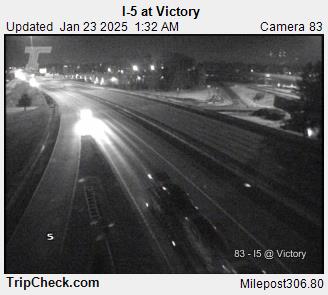 I-5 at Victory
Updated  Jan 23 2025  1:32 AM
Camera 83
S
83 - I5 @ Victory
TripCheck.com
Milepost306.80